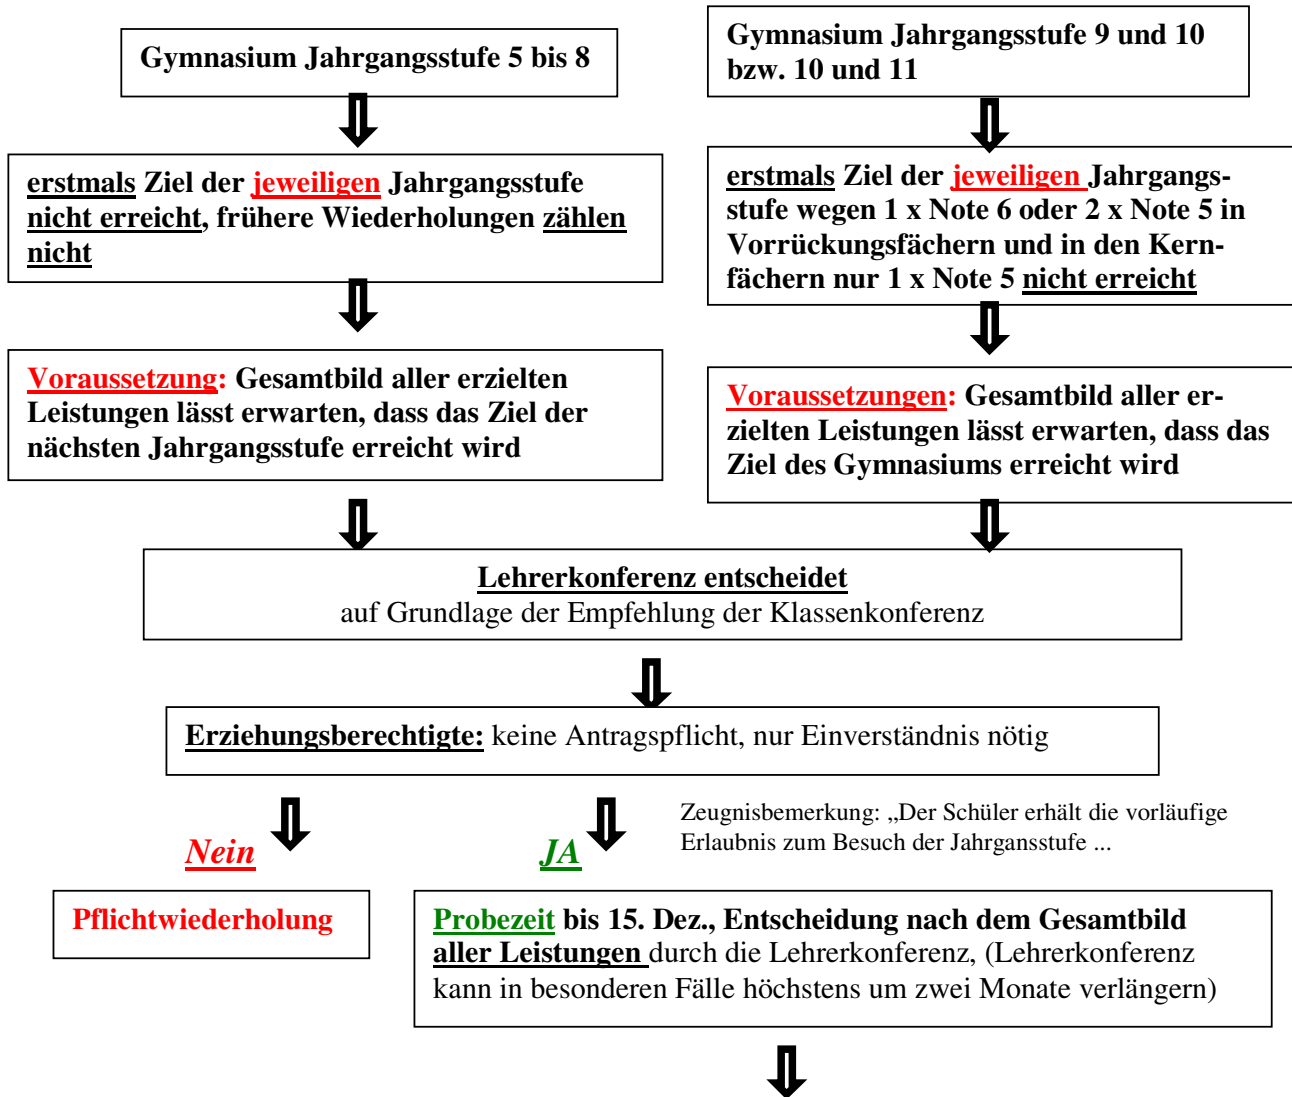 Gymnasium Jahrgangsstufe 5 bis 8
Gymnasium Jahrgangsstufe 9 und 10
bzw. 10 und 11
erstmals Ziel der jeweiligen Jahrgangsstufe
nicht erreicht, frühere Wiederholungen zählen
nicht
erstmals Ziel der jeweiligen Jahrgangs-
stufe wegen 1 x Note 6 oder 2 x Note 5 in
Vorrückungsfächern und in den Kern-
fächern nur 1 x Note 5 nicht erreicht
Voraussetzung: Gesamtbild aller erzielten
Leistungen lässt erwarten, dass das Ziel der
nächsten Jahrgangsstufe erreicht wird
Voraussetzungen: Gesamtbild aller er-
zielten Leistungen lässt erwarten, dass das
Ziel des Gymnasiums erreicht wird
Lehrerkonferenz entscheidet
auf Grundlage der Empfehlung der Klassenkonferenz
Erziehungsberechtigte: keine Antragspflicht, nur Einverständnis nötig
Zeugnisbemerkung: „Der Schüler erhält die vorläufige
Erlaubnis zum Besuch der Jahrgansstufe ...
Nein
JA
Pflichtwiederholung
Probezeit bis 15. Dez., Entscheidung nach dem Gesamtbild
aller Leistungen durch die Lehrerkonferenz, (Lehrerkonferenz
kann in besonderen Fälle höchstens um zwei Monate verlängern)